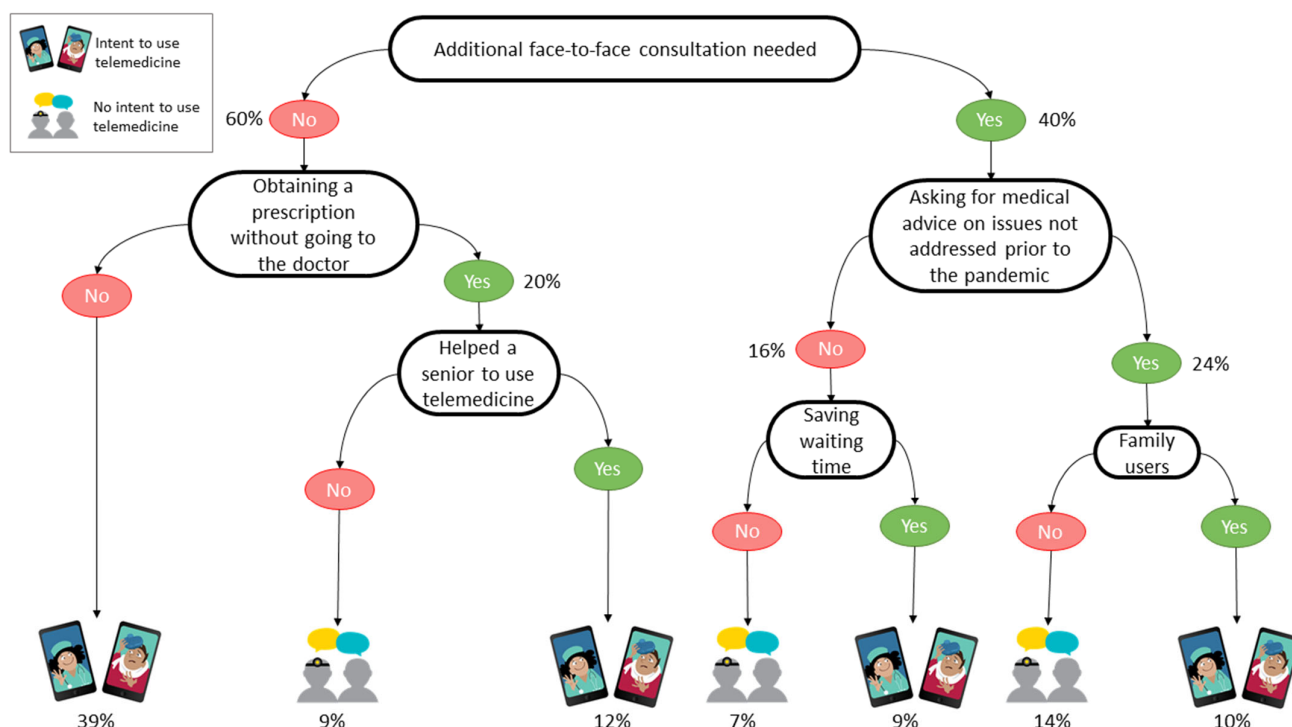 Intent to use
telemedicine
No intent to use
telemedicine
Additional face-to-face consultation needed
60%
No
Yes
40%
Obtaining a
prescription
without going to
the doctor
Asking for medical
advice on issues not
addressed prior to
the pandemic
No
Yes
20%
16%
No
Yes
24%
Helped a
senior to use
telemedicine
Saving
waiting
time
Family
users
No
Yes
No
Yes
No
Yes
39%
9%
12%
7%
9%
14%
10%